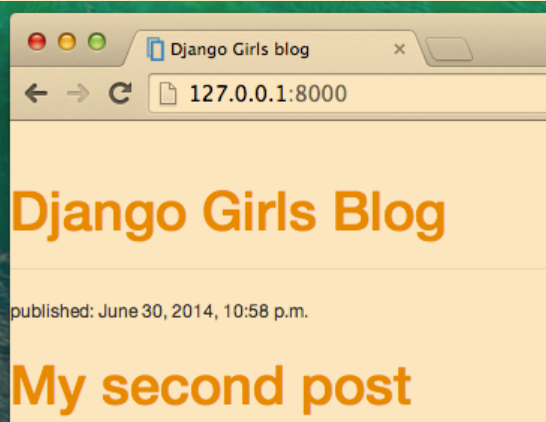 Django Girls blog
127.0.0.1:8000
Django Girls Blog
published: June 30, 2014, 10:58 p.m.
My second post